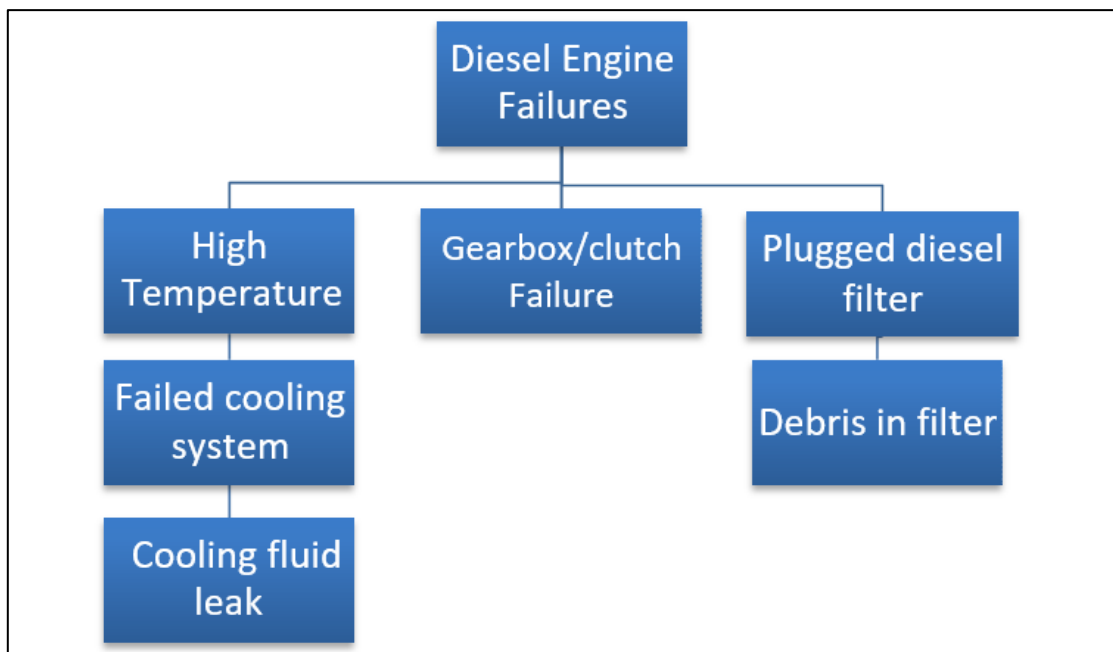 Diesel Engine
Failures
High
Temperature
Gearbox/clutch
Failure
Plugged diesel
filter
Failed cooling
system
Debris in filter
Cooling fluid
leak